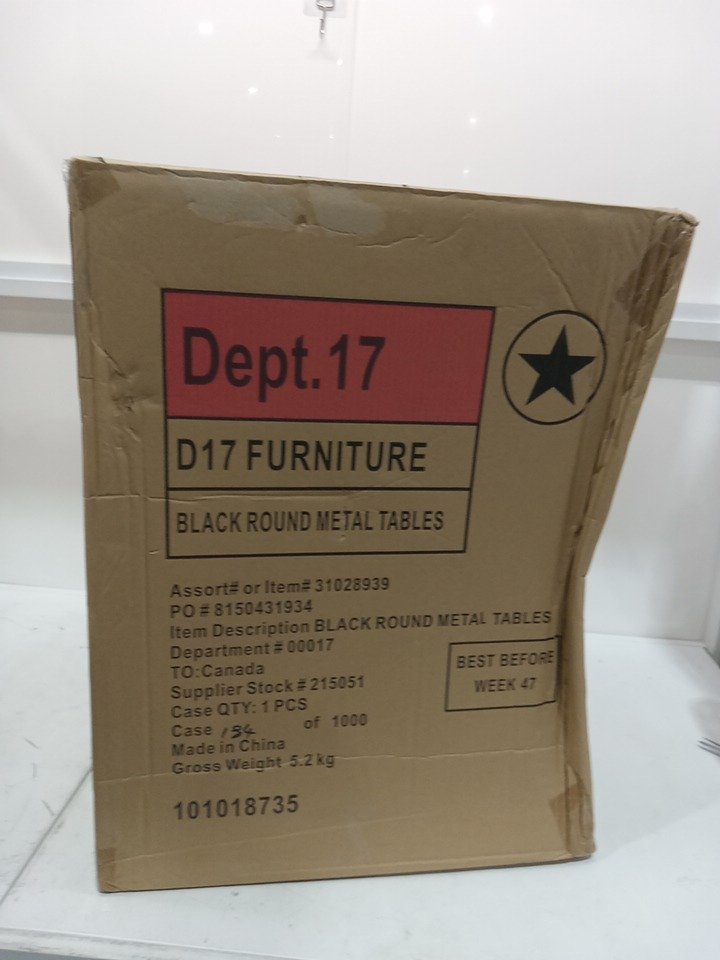 Dept.17
D17 FURNITURE
BLACK ROUND METAL TABLES
Assort# or Item# 31028939
PO # 8150431934
Item Description BLACK ROUND METAL TABLES
Department # 00017
TO:Canada
Supplier Stock # 215051
Case QTY: 1 PCS
Case 154 of 1000
Made in China
Gross Weight 5.2 kg
101018735
BEST BEFORE
WEEK 47